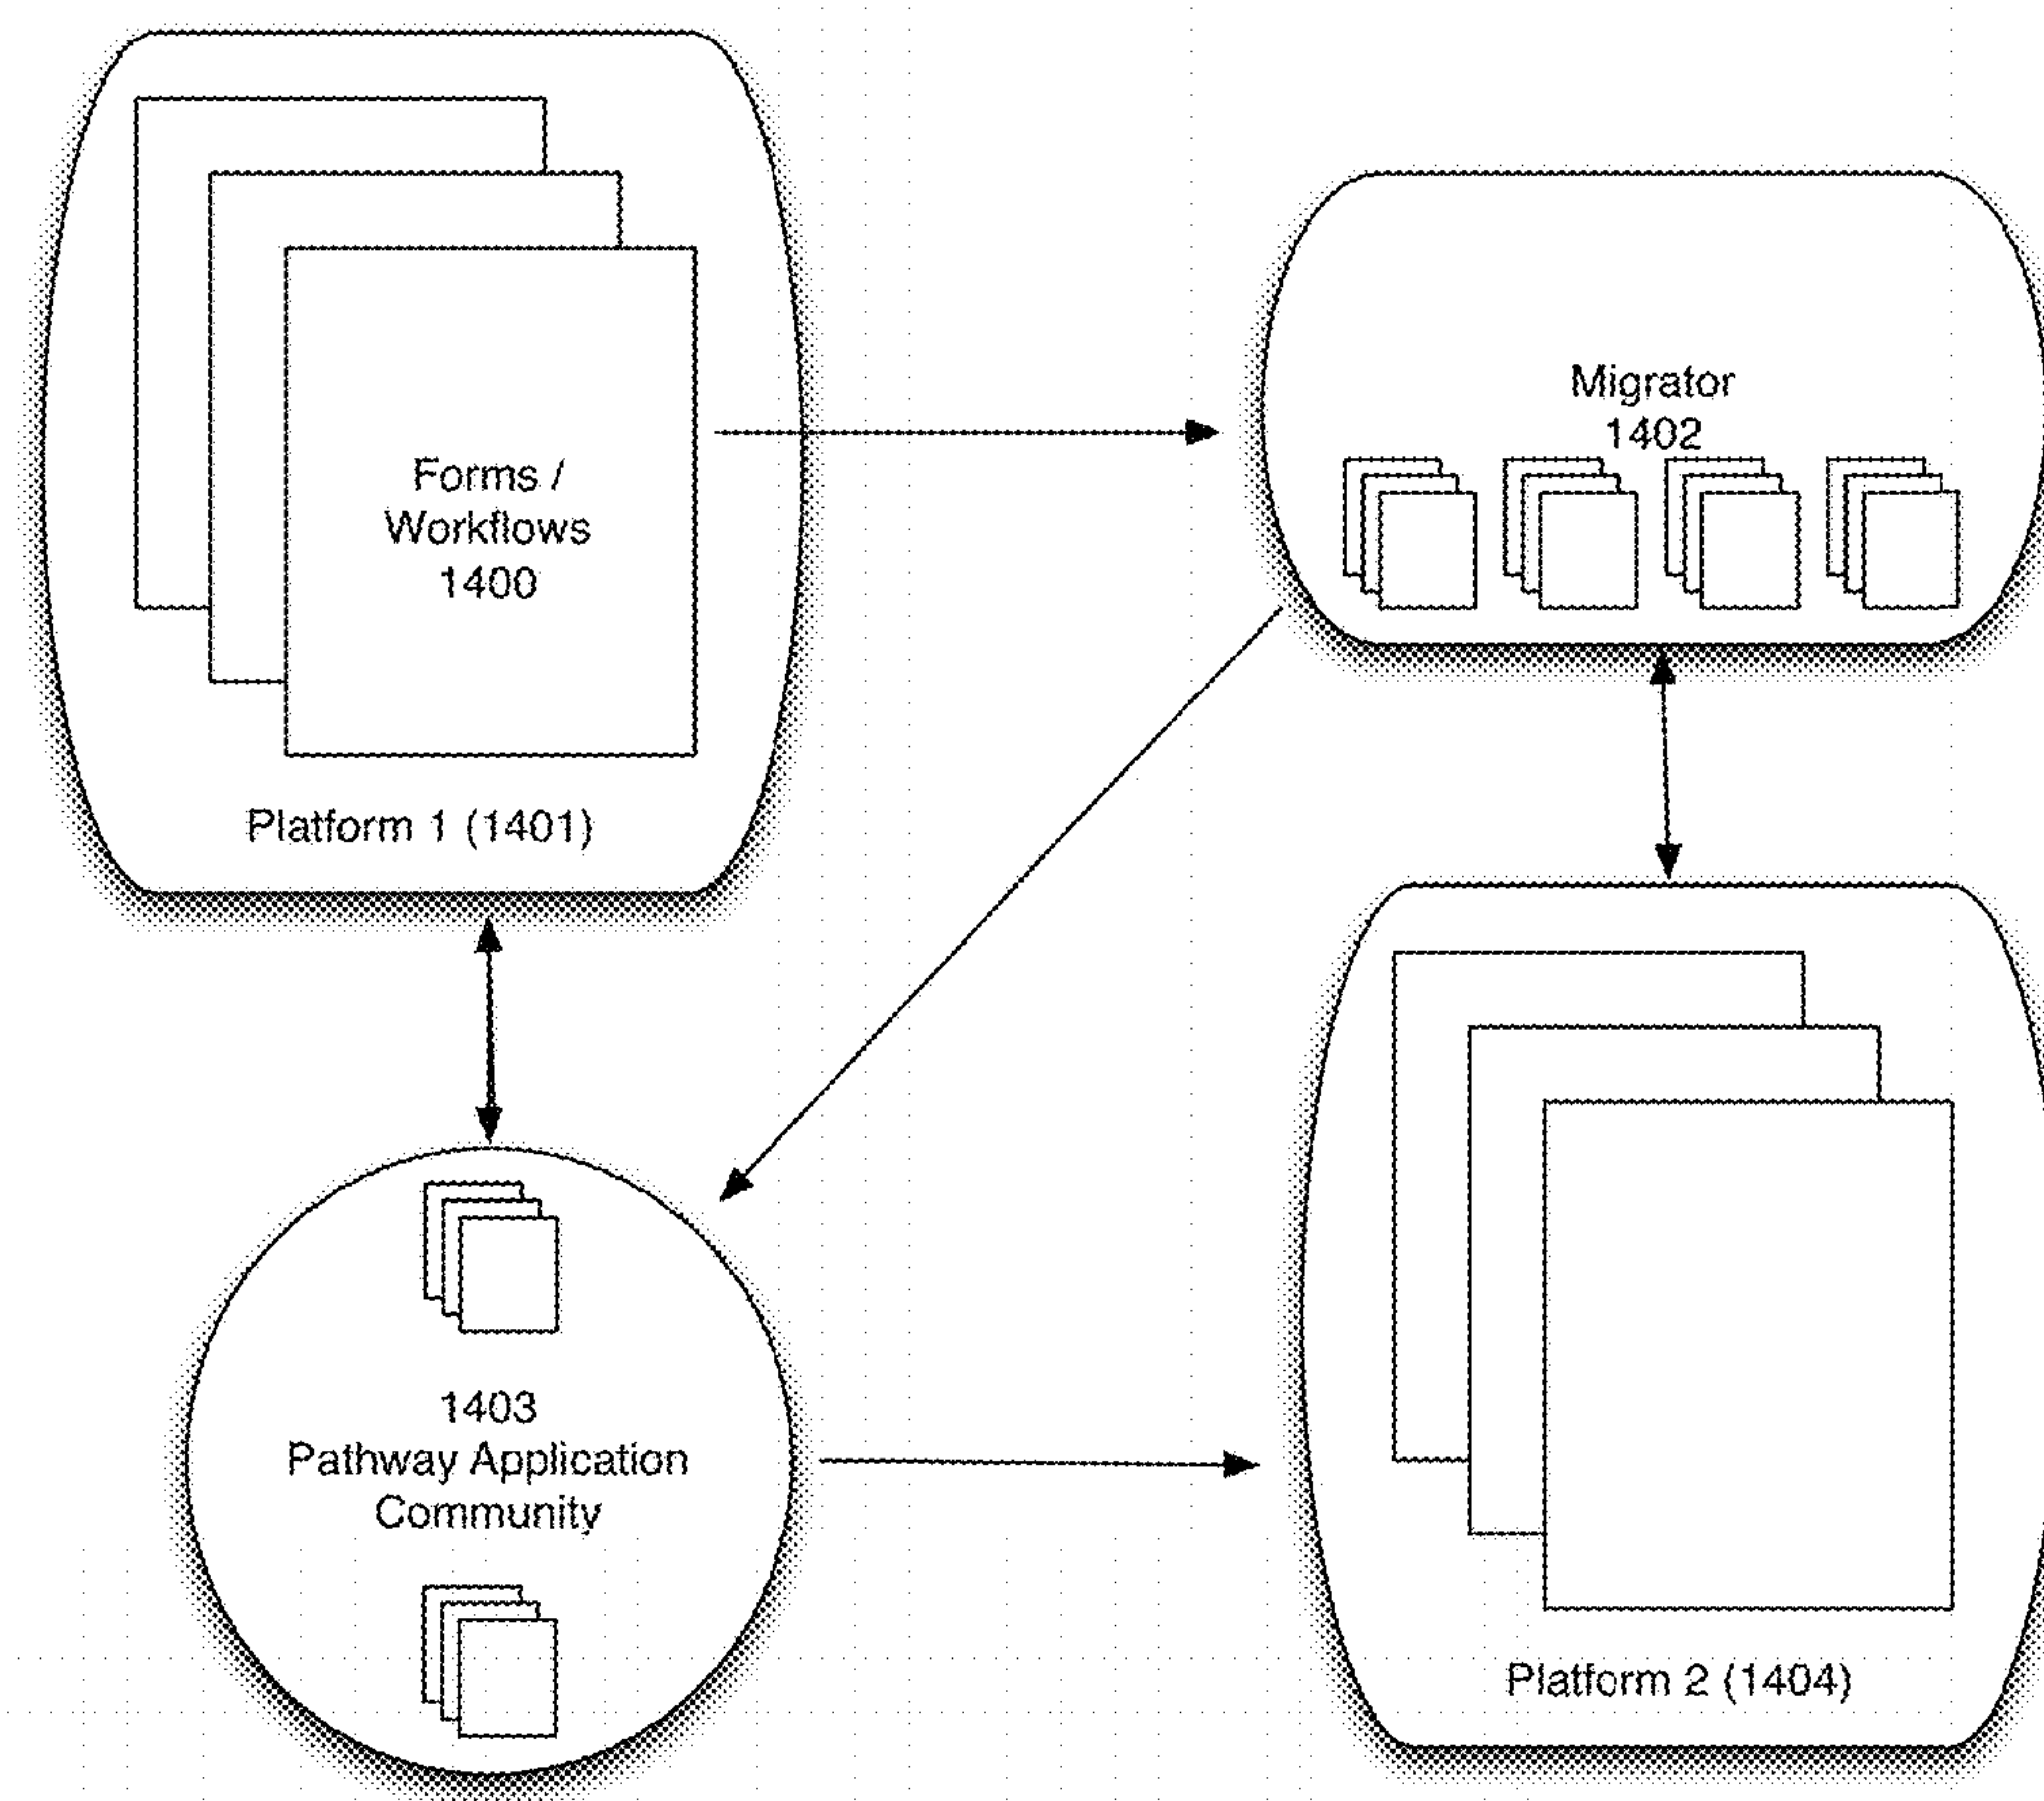 Forms /
Workflows
1400
Platform 1 (1401)
Migrator
1402
1403
Pathway Application
Community
Platform 2 (1404)